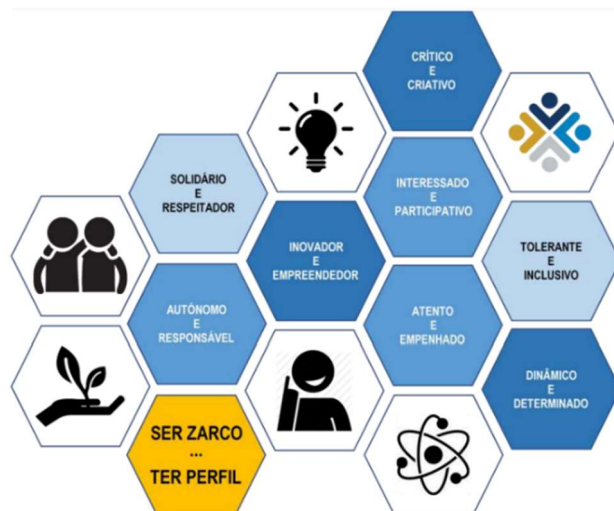 CRÍTICO
E
CRIATIVO
SOLIDÁRIO
E
RESPEITADOR
INTERESSADO
E
PARTICIPATIVO
INOVADOR
E
EMPREENDEDOR
TOLERANTE
E
INCLUSIVO
AUTÓNOMO
E
RESPONSÁVEL
ATENTO
E
EMPENHADO
DINÂMICO
E
DETERMINADO
SER ZARCO
...
TER PERFIL